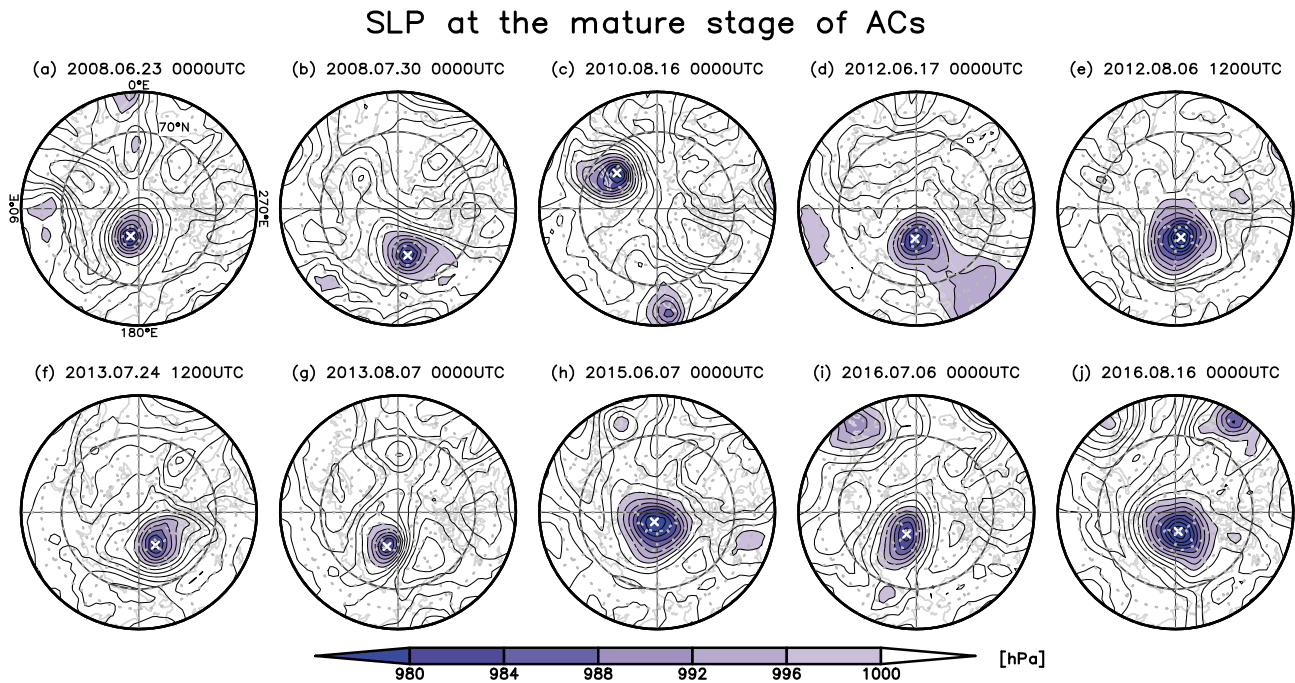 SLP at the mature stage of ACs
(a) 2008.06.23 0000UTC
(b) 2008.07.30 0000UTC
(c) 2010.08.16 0000UTC
(d) 2012.06.17 0000UTC
(e) 2012.08.06 1200UTC
0°E
70°N
90°E
270°E
180°E
(f) 2013.07.24 1200UTC
(g) 2013.08.07 0000UTC
(h) 2015.06.07 0000UTC
(i) 2016.07.06 0000UTC
(j) 2016.08.16 0000UTC
980 984 988 992 996 1000
[hPa]